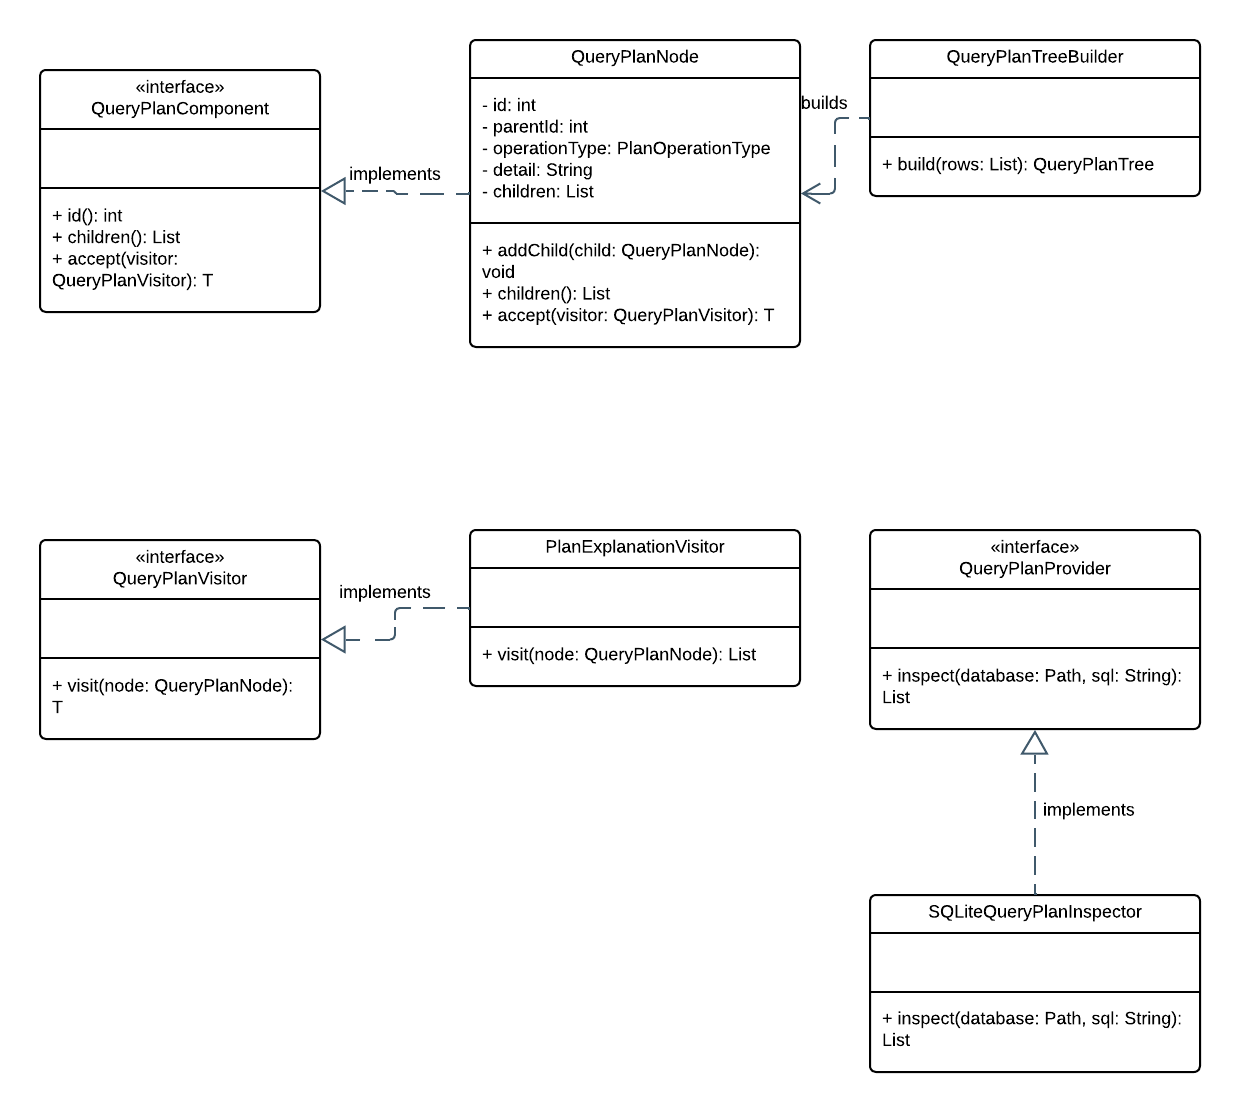 «interface»
QueryPlanComponent
+ id(): int
+ children(): List
+ accept(visitor:
QueryPlanVisitor): T
implements
QueryPlanNode
- id: int
- parentId: int
- operationType: PlanOperationType
- detail: String
- children: List
+ addChild(child: QueryPlanNode):
void
+ children(): List
+ accept(visitor: QueryPlanVisitor): T
builds
QueryPlanTreeBuilder
+ build(rows: List): QueryPlanTree
«interface»
QueryPlanVisitor
+ visit(node: QueryPlanNode):
T
implements
PlanExplanationVisitor
+ visit(node: QueryPlanNode): List
«interface»
QueryPlanProvider
+ inspect(database: Path, sql: String):
List
implements
SQLiteQueryPlanInspector
+ inspect(database: Path, sql: String):
List